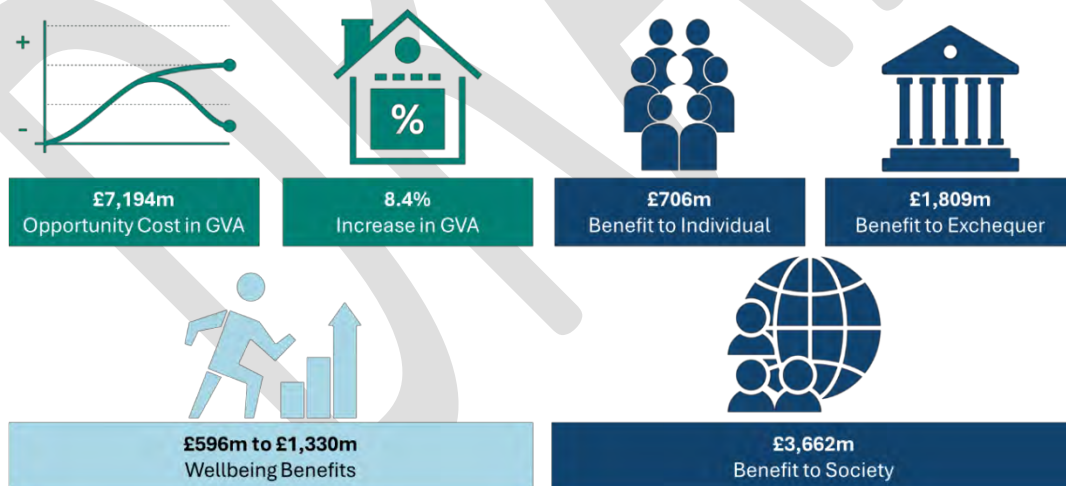 +
-
%
£7,194m
Opportunity Cost in GVA
8.4%
Increase in GVA
£706m
Benefit to Individual
£1,809m
Benefit to Exchequer
£596m to £1,330m
Wellbeing Benefits
£3,662m
Benefit to Society